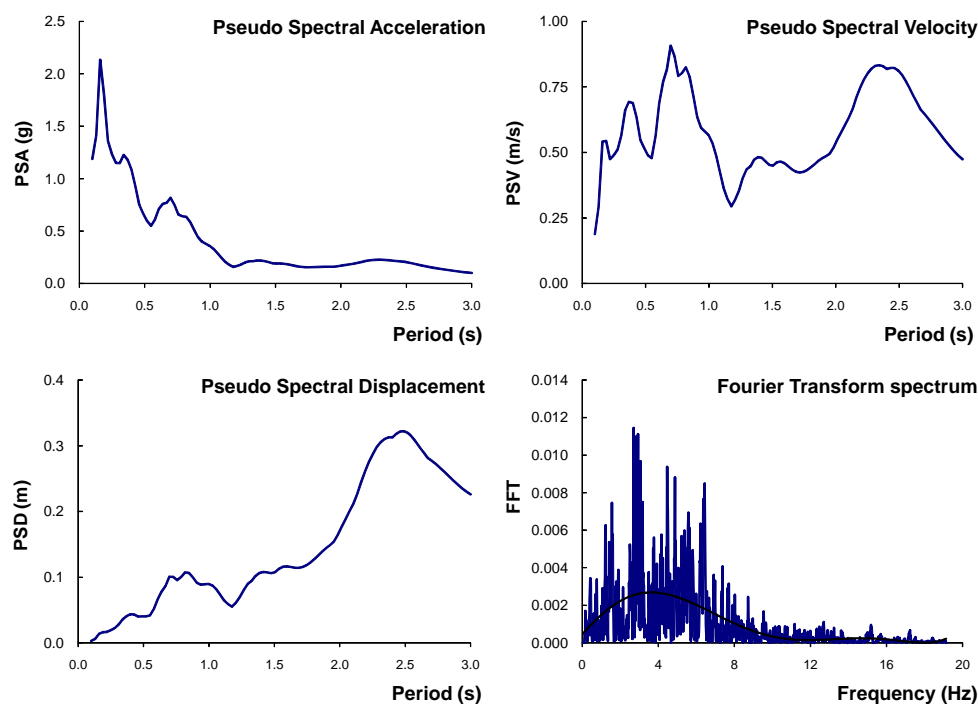 Pseudo Spectral Acceleration
2.5
2.0
1.5
1.0
0.5
0.0
PSA (g)
0.0 0.5 1.0 1.5 2.0 2.5 3.0
Period (s)
Pseudo Spectral Velocity
1.00
0.75
0.50
0.25
0.00
PSV (m/s)
0.0 0.5 1.0 1.5 2.0 2.5 3.0
Period (s)
Pseudo Spectral Displacement
0.4
0.3
0.2
0.1
0.0
PSD (m)
0.0 0.5 1.0 1.5 2.0 2.5 3.0
Period (s)
Fourier Transform spectrum
0.014
0.012
0.010
0.008
0.006
0.004
0.002
0.000
FFT
0 4 8 12 16 20
Frequency (Hz)